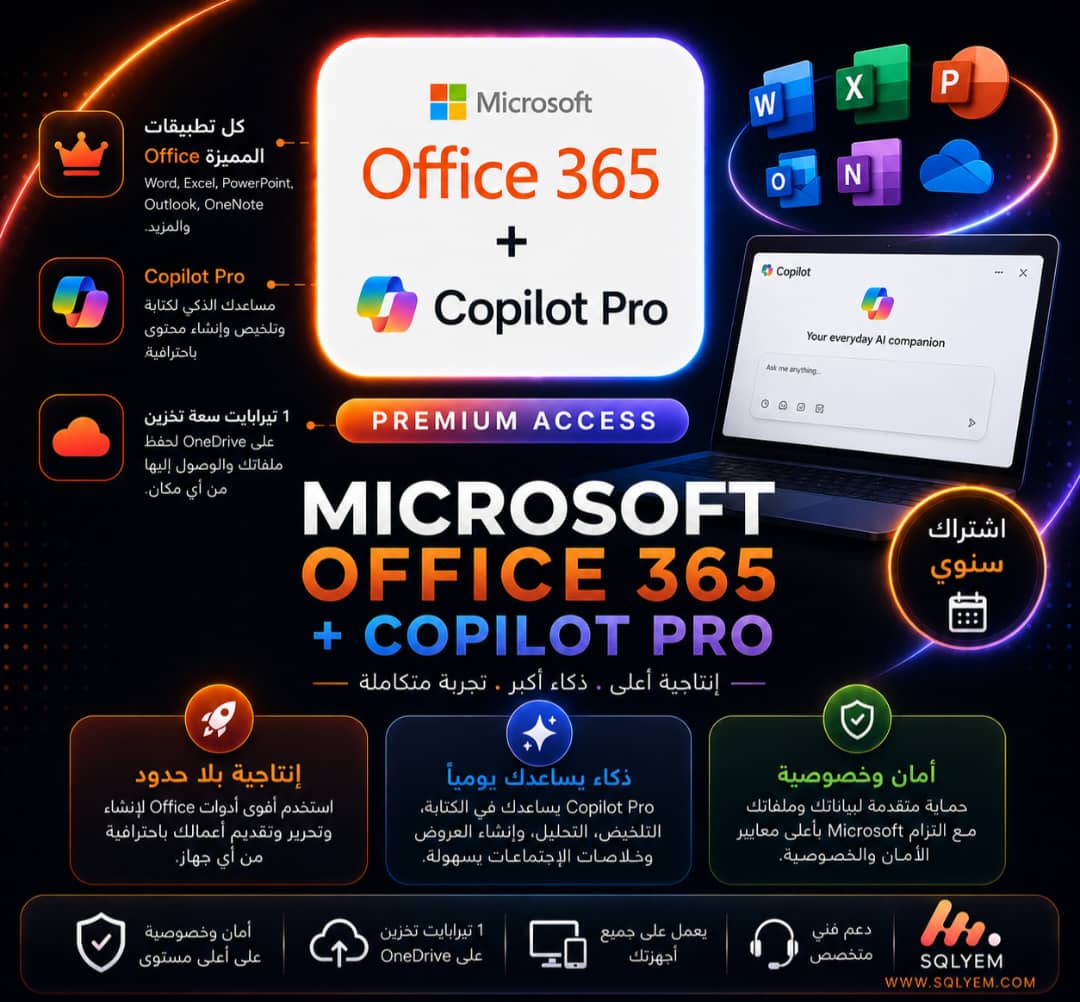 Microsoft
Office 365
+
Copilot Pro
PREMIUM ACCESS
كل تطبيقات
Office المميزة
Word, Excel, PowerPoint,
Outlook, OneNote
والمزيد.
Copilot Pro
مساعدك الذكي لكتابة
وتلخيص وإنشاء محتوى
باحترافية.
1 تيرابايت سعة تخزين
على OneDrive لحفظ
ملفاتك والوصول إليها
من أي مكان.
W
X
P
O
N
Copilot
Your everyday AI companion
Ask me anything...
اشتراك
سنوي
MICROSOFT
OFFICE 365
+ COPILOT PRO
إنتاجية أعلى . ذكاء أكبر . تجربة متكاملة
أمان وخصوصية
حماية متقدمة لبياناتك وملفاتك
مع التزام Microsoft بأعلى معايير
الأمان والخصوصية.
ذكاء يساعدك يومياً
Copilot Pro يساعدك في الكتابة،
التلخيض، التحليل، وإنشاء العروض
وخلاصات الإجتماعات بسهولة.
إنتاجية بلا حدود
استخدم أقوى أدوات Office لإنشاء
وتحرير وتقديم أعمالك باحترافية
من أي جهاز.
SQLYEM
WWW.SQLYEM.COM
دعم فني
متخصص
يعمل على جميع
أجهزتك
1 تيرابايت تخزين
على OneDrive
أمان وخصوصية
على أعلى مستوى